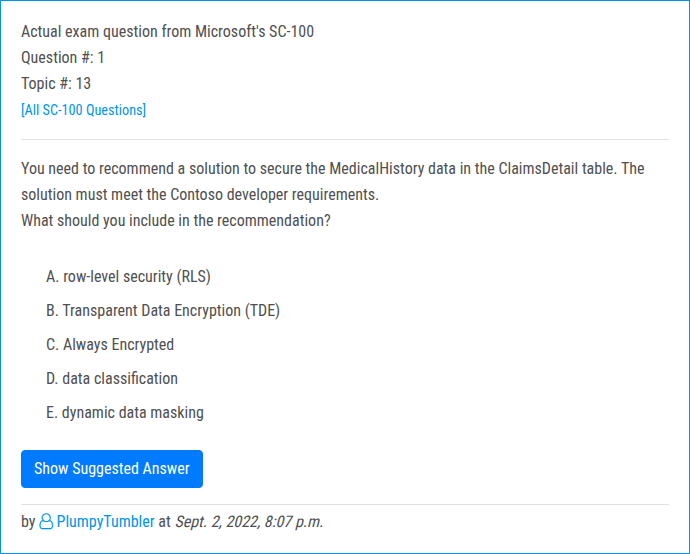 Actual exam question from Microsoft's SC-100
Question #: 1
Topic #: 13
[All SC-100 Questions]
You need to recommend a solution to secure the MedicalHistory data in the ClaimsDetail table. The
solution must meet the Contoso developer requirements.
What should you include in the recommendation?
A. row-level security (RLS)
B. Transparent Data Encryption (TDE)
C. Always Encrypted
D. data classification
E. dynamic data masking
Show Suggested Answer
by PlumpyTumbler at Sept. 2, 2022, 8:07 p.m.